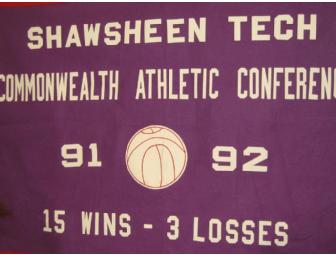 SHAWSHEEN TECH
COMMONWEALTH ATHLETIC CONFERENC
91 92
15 WINS - 3 LOSSES